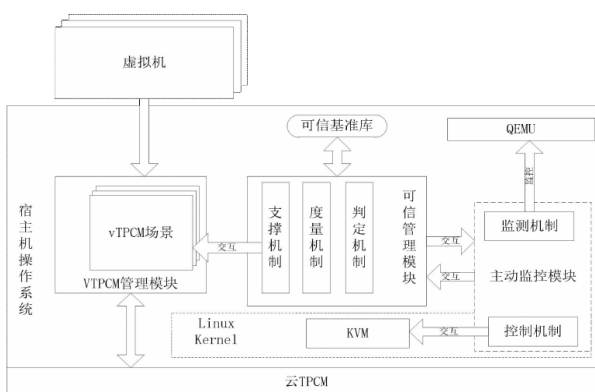 虚拟机
可信基准库
QEMU
监控
宿主机操作系统
vTPCM场景
VTPCM管理模块
交互
支撑机制
度量机制
判定机制
可信管理模块
交互
交互
监测机制
主动监控模块
控制机制
Linux
Kernel
KVM
交互
云TPCM